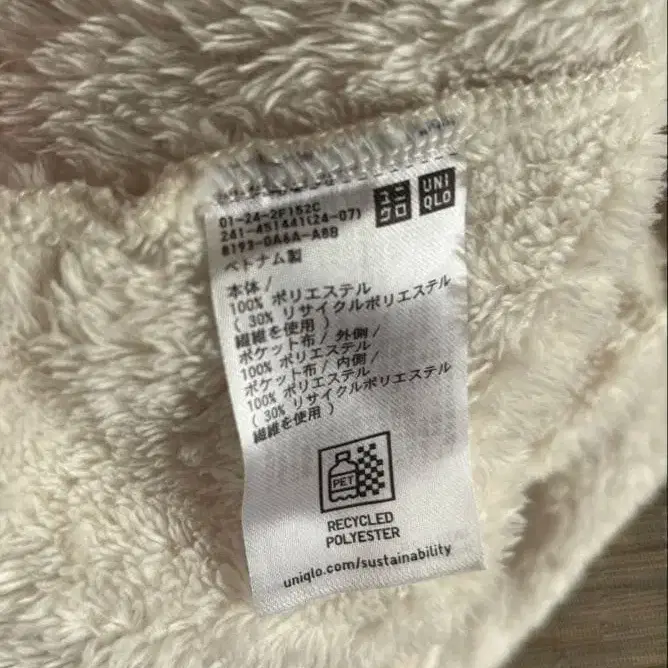 01-24-2F152C
241-451441(24-07)
8193-0A6A-A8B
ユニクロ
UNIQLO
ベトナム製
本体 /
100% ポリエステル
( 30% リサイクルポリエステル
繊維を使用 )
ポケット布 / 外側 /
100% ポリエステル
ポケット布 / 内側 /
100% ポリエステル
( 30% リサイクルポリエステル
繊維を使用 )
PET
RECYCLED
POLYESTER
uniqlo.com/sustainability